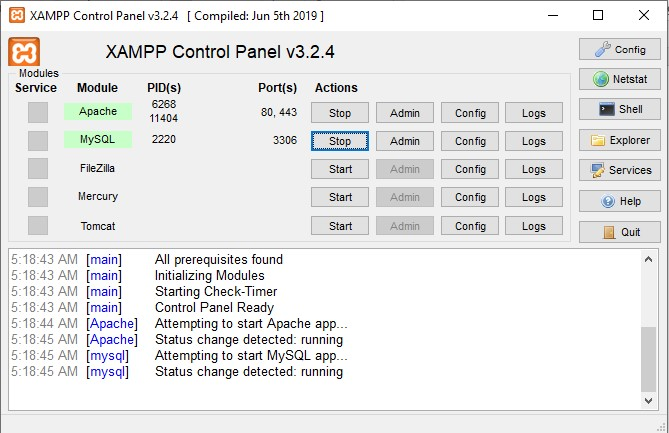 XAMPP Control Panel v3.2.4 [ Compiled: Jun 5th 2019 ]
XAMPP Control Panel v3.2.4
Config
Modules
Service Module PID(s) Port(s) Actions
Netstat
Apache 6268 11404 80, 443 Stop Admin Config Logs
Shell
MySQL 2220 3306 Stop Admin Config Logs
Explorer
FileZilla Start Admin Config Logs
Services
Mercury Start Admin Config Logs
Help
Tomcat Start Admin Config Logs
Quit
5:18:43 AM [main] All prerequisites found
5:18:43 AM [main] Initializing Modules
5:18:43 AM [main] Starting Check-Timer
5:18:43 AM [main] Control Panel Ready
5:18:44 AM [Apache] Attempting to start Apache app...
5:18:45 AM [Apache] Status change detected: running
5:18:45 AM [mysql] Attempting to start MySQL app...
5:18:45 AM [mysql] Status change detected: running